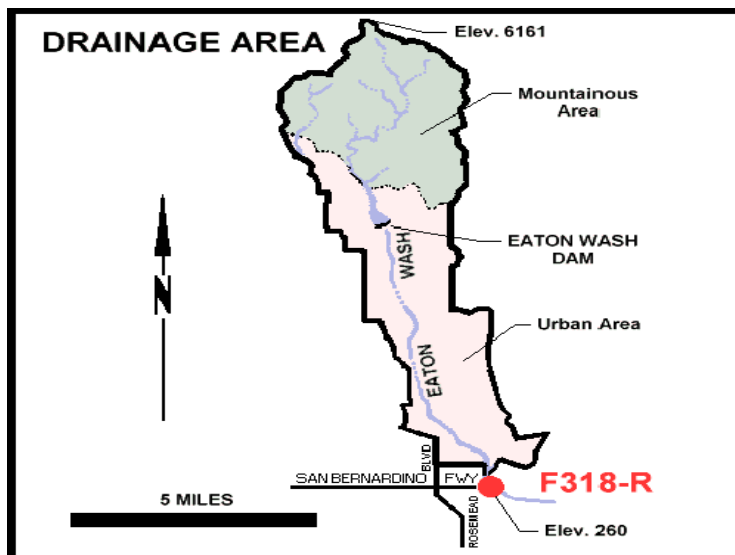 DRAINAGE AREA
Elev. 6161
Mountainous
Area
EATON WASH
DAM
WASH
N
Urban Area
EATON
BLVD
SAN BERNARDINO FWY
F318-R
5 MILES
ROSEMEAD
Elev. 260